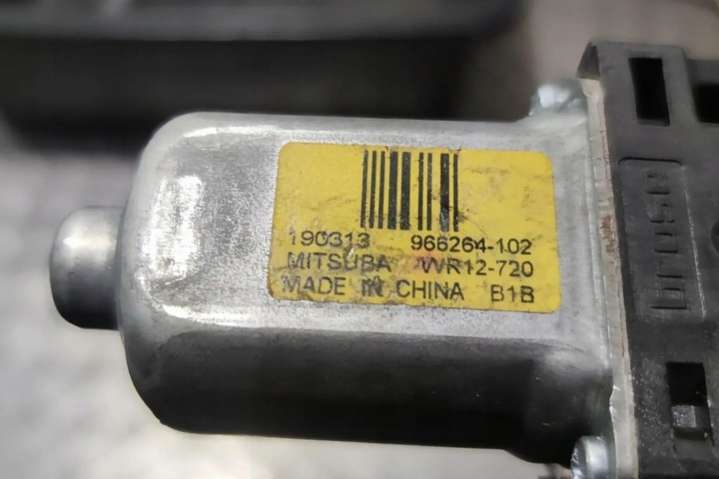 190313 966264-102
MITSUBA WR12-720
MADE IN CHINA B1B